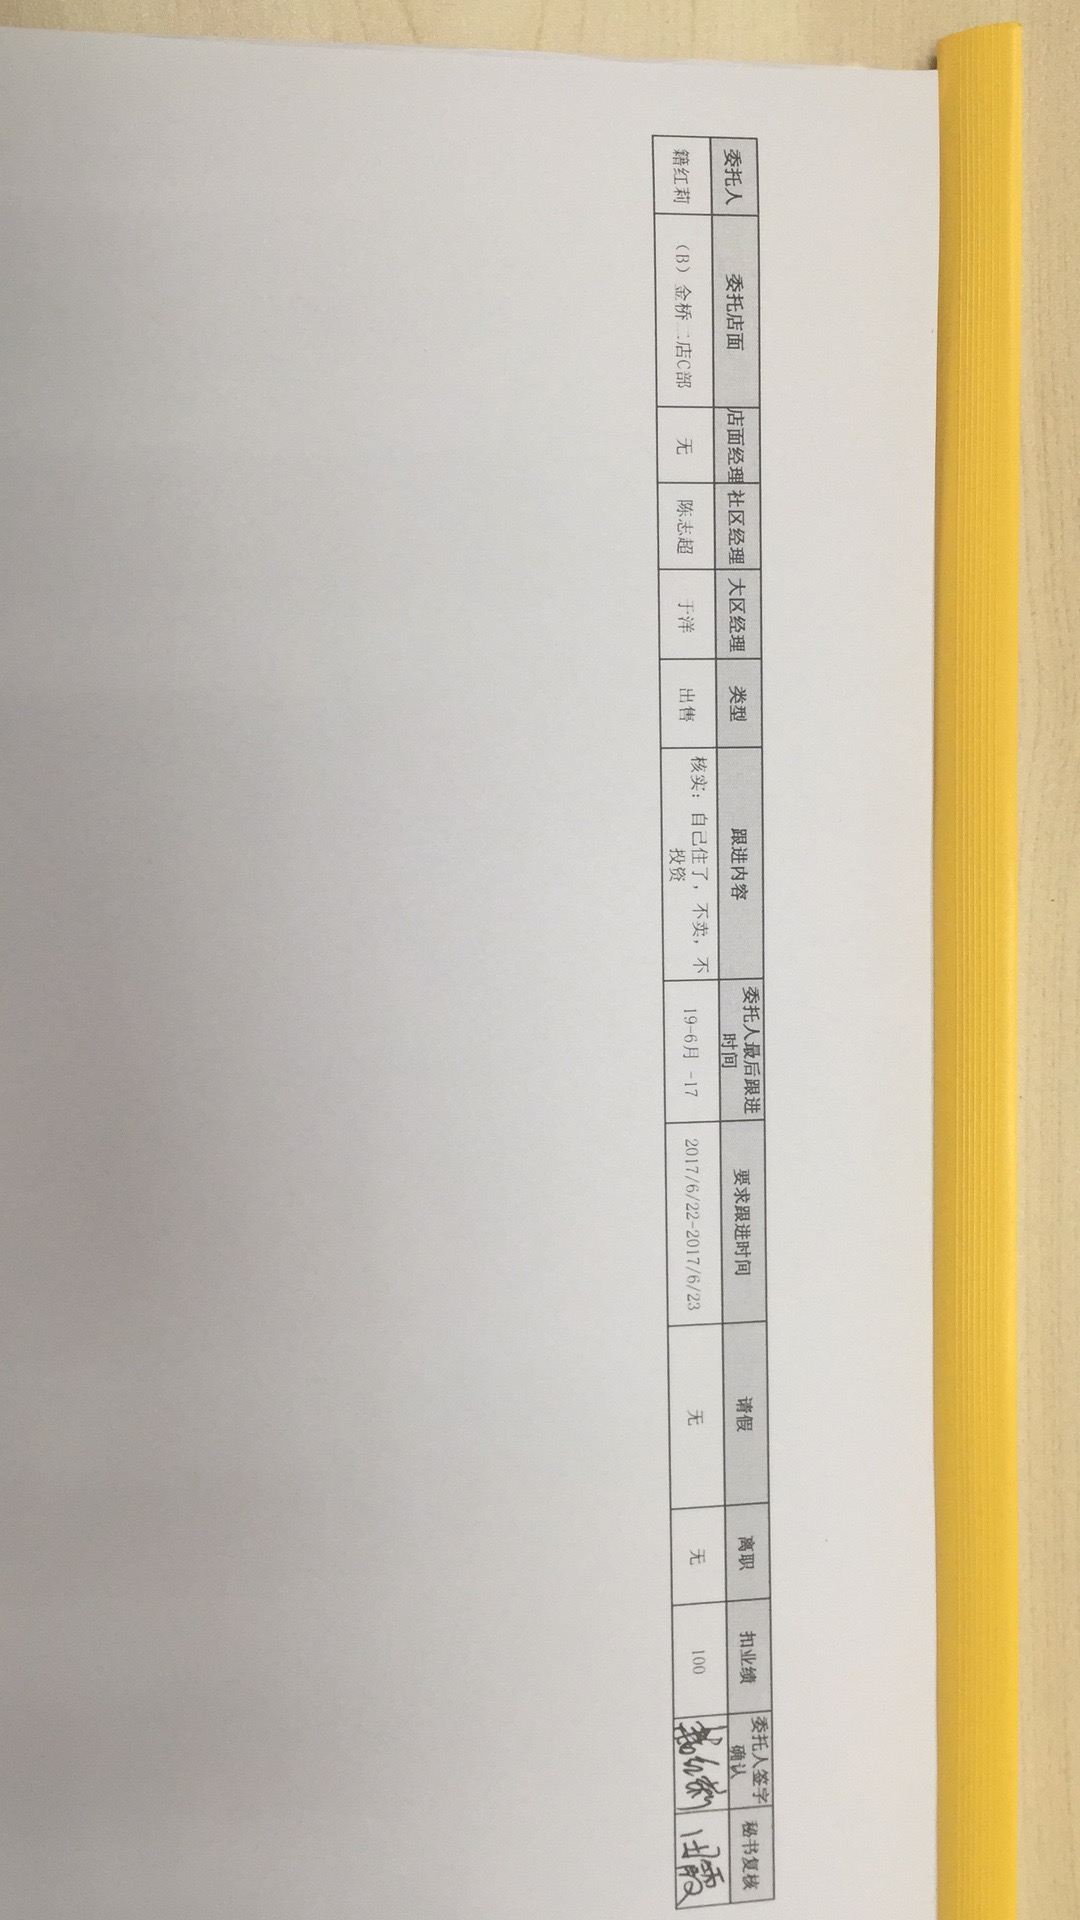 委托人 委托店面 店面经理 社区经理 大区经理 类型 跟进内容 委托人最后跟进时间 要求跟进时间 请假 离职 扣业绩 委托人签字确认 秘书复核
籍红莉 (B)金桥二店C部 无 陈志超 于洋 出售 核实：自己住了，不卖，不投资 19-6月 -17 2017/6/22-2017/6/23 无 无 100 籍红莉